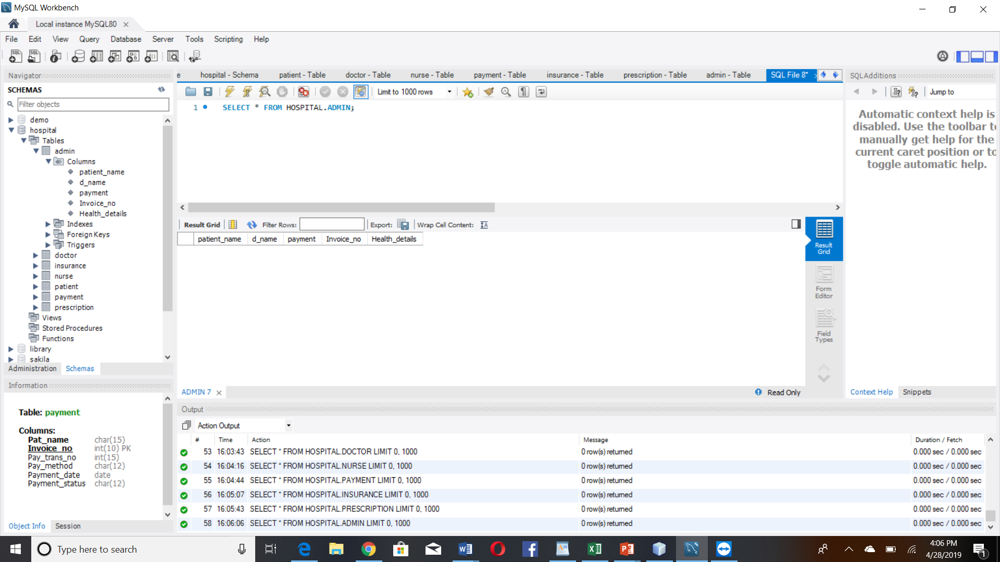 MySQL Workbench
Local instance MySQL80
File Edit View Query Database Server Tools Scripting Help
Navigator
SCHEMAS
Filter objects
demo
hospital
Tables
admin
Columns
patient_name
d_name
payment
Invoice_no
Health_details
Indexes
Foreign Keys
Triggers
doctor
insurance
nurse
patient
payment
prescription
Views
Stored Procedures
Functions
library
sakila
Administration Schemas
Information
Table: payment
Columns:
Pat_name char(15)
Invoice_no int(10) PK
Pay_trans_no int(15)
Pay_method char(12)
Payment_date date
Payment_status char(12)
Object Info Session
e hospital - Schema patient - Table doctor - Table nurse - Table payment - Table insurance - Table prescription - Table admin - Table SQL File 8*
Limit to 1000 rows
1 SELECT * FROM HOSPITAL.ADMIN;
Result Grid Filter Rows: Export: Wrap Cell Content:
patient_name d_name payment Invoice_no Health_details
Result
Grid
Form
Editor
Field
Types
ADMIN 7 Read Only
Output
Action Output
# Time Action Message Duration / Fetch
53 16:03:43 SELECT * FROM HOSPITAL.DOCTOR LIMIT 0, 1000 0 row(s) returned 0.000 sec / 0.000 sec
54 16:04:16 SELECT * FROM HOSPITAL.NURSE LIMIT 0, 1000 0 row(s) returned 0.000 sec / 0.000 sec
55 16:04:44 SELECT * FROM HOSPITAL.PAYMENT LIMIT 0, 1000 0 row(s) returned 0.000 sec / 0.000 sec
56 16:05:07 SELECT * FROM HOSPITAL.INSURANCE LIMIT 0, 1000 0 row(s) returned 0.000 sec / 0.000 sec
57 16:05:43 SELECT * FROM HOSPITAL.PRESCRIPTION LIMIT 0, 1000 0 row(s) returned 0.000 sec / 0.000 sec
58 16:06:06 SELECT * FROM HOSPITAL.ADMIN LIMIT 0, 1000 0 row(s) returned 0.000 sec / 0.000 sec
SQLAdditions
Jump to
Automatic context help is
disabled. Use the toolbar to
manually get help for the
current caret position or to
toggle automatic help.
Context Help Snippets
Type here to search
4:06 PM
4/28/2019
1